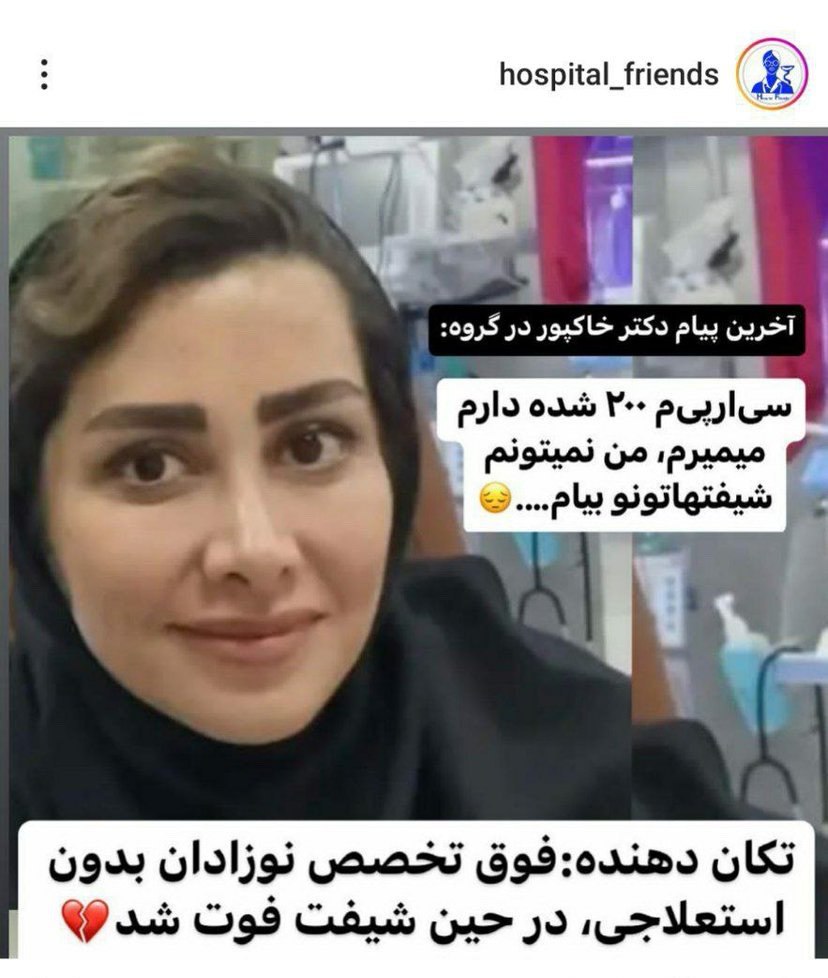 hospital_friends
آخرین پیام دکتر خاکپور در گروه:
سی‌ارپی‌م ۲۰۰ شده دارم
میمیرم، من نمیتونم
شیفتهاتونو بیام....😔
تکان دهنده:فوق تخصص نوزادان بدون
استعلاجی، در حین شیفت فوت شد💔